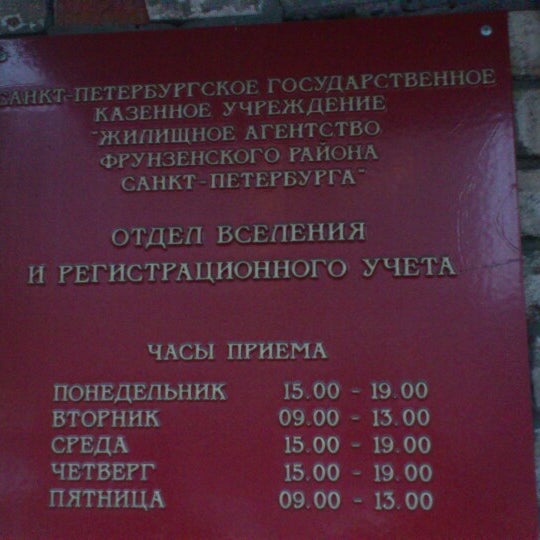 САНКТ-ПЕТЕРБУРГСКОЕ ГОСУДАРСТВЕННОЕ
КАЗЕННОЕ УЧРЕЖДЕНИЕ
"ЖИЛИЩНОЕ АГЕНТСТВО
ФРУНЗЕНСКОГО РАЙОНА
САНКТ-ПЕТЕРБУРГА"
ОТДЕЛ ВСЕЛЕНИЯ
И РЕГИСТРАЦИОННОГО УЧЕТА
ЧАСЫ ПРИЕМА
ПОНЕДЕЛЬНИК 15.00 - 19.00
ВТОРНИК 09.00 - 13.00
СРЕДА 15.00 - 19.00
ЧЕТВЕРГ 15.00 - 19.00
ПЯТНИЦА 09.00 - 13.00